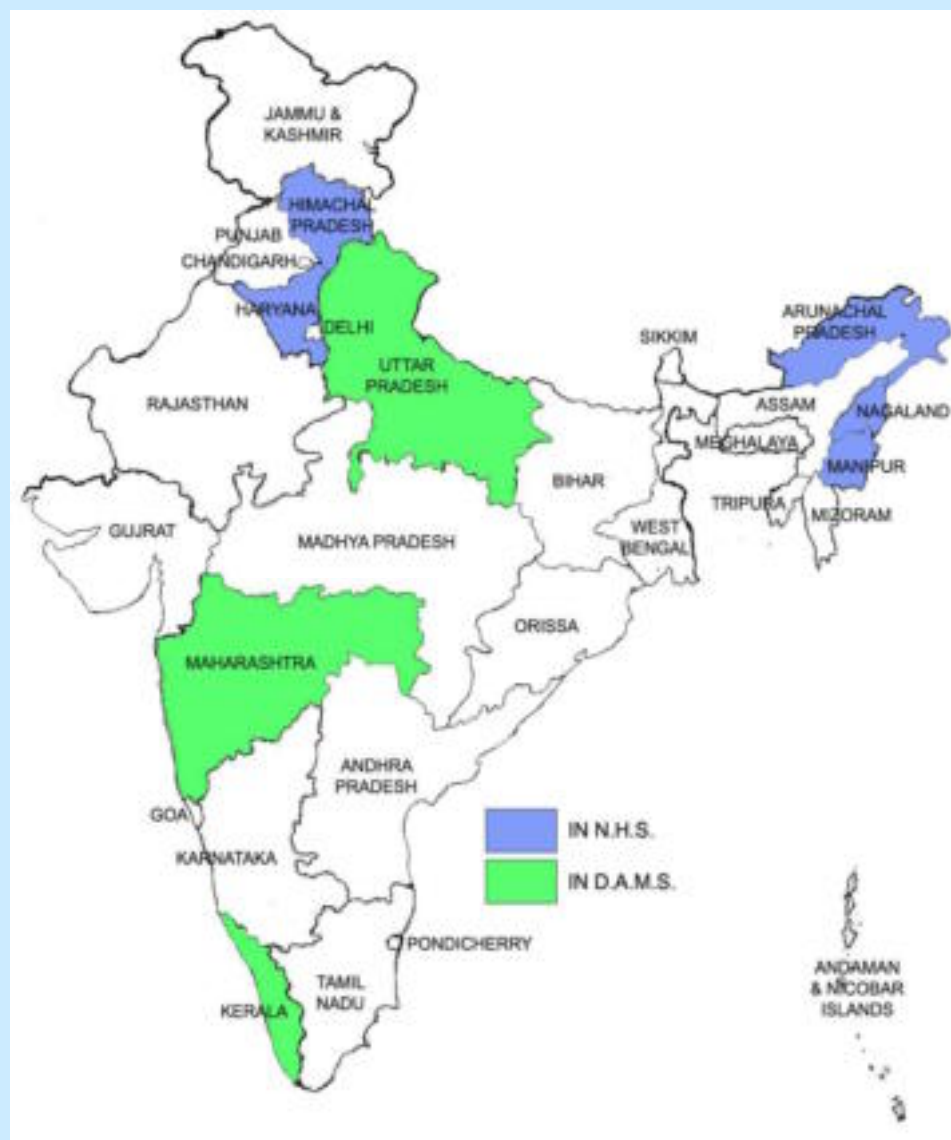 JAMMU &
KASHMIR
HIMACHAL
PRADESH
PUNJAB
CHANDIGARH
HARYANA
DELHI
ARUNACHAL
PRADESH
SIKKIM
UTTAR
PRADESH
RAJASTHAN
ASSAM
NAGALAND
MEGHALAYA
MANIPUR
BIHAR
TRIPURA
MIZORAM
GUJRAT
WEST
BENGAL
MADHYA PRADESH
ORISSA
MAHARASHTRA
ANDHRA
PRADESH
GOA
IN N.H.S.
KARNATAKA
IN D.A.M.S.
PONDICHERRY
TAMIL
NADU
KERALA
ANDAMAN
& NICOBAR
ISLANDS